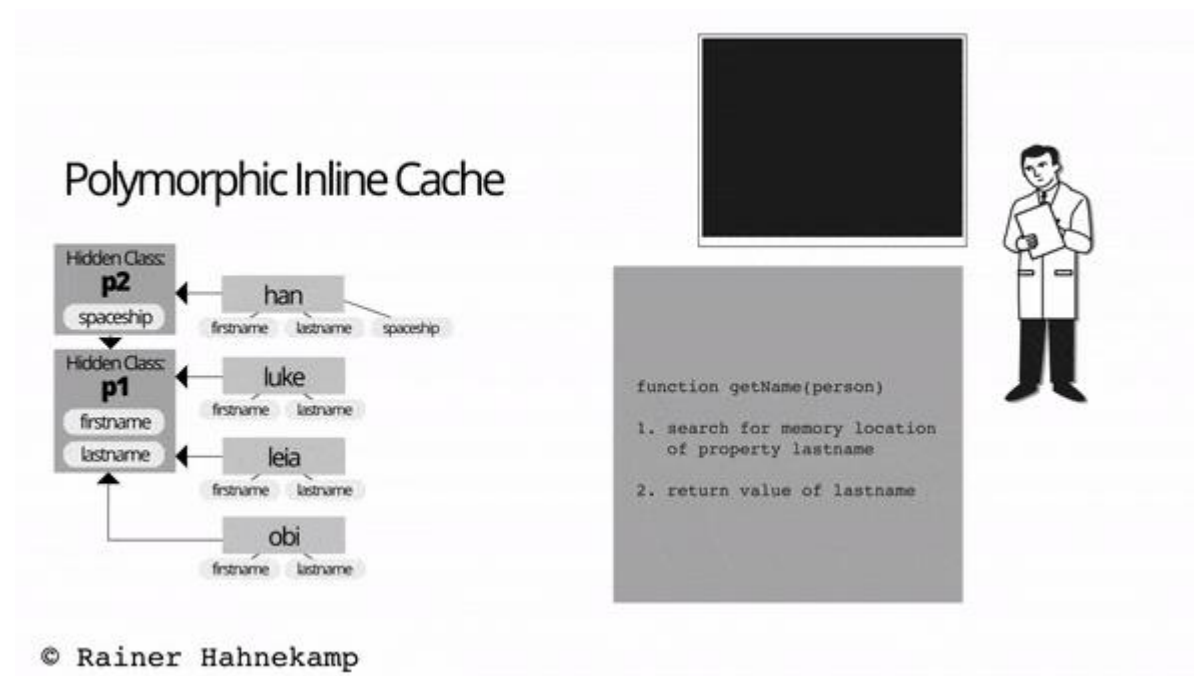 Polymorphic Inline Cache
Hidden Class:
p2
spaceship
han
firstname lastname spaceship
Hidden Class:
p1
firstname
lastname
luke
firstname lastname
leia
firstname lastname
obi
firstname lastname
function getName(person)
1. search for memory location
of property lastname
2. return value of lastname
© Rainer Hahnekamp